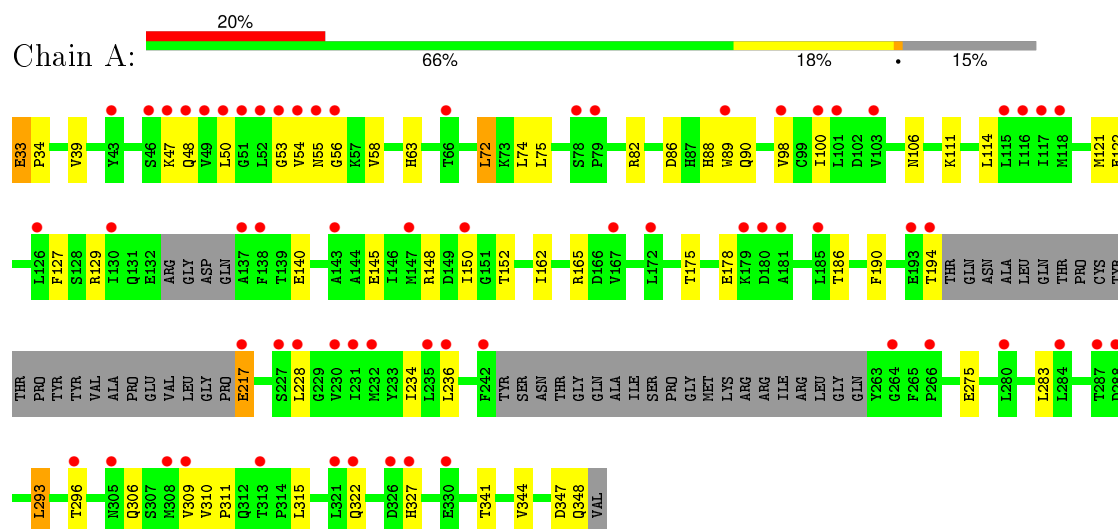 20%
Chain A:
66% 18% • 15%
E33 P34 V39 Y43 S46 K47 Q48 V49 L50 G51 L52 G53 V54 N55 G56 K57 V58 H63 T66 L72 K73 L74 L75 S78 P79 R82 D86 H87 H88 W89 Q90 V98 C99 I100 L101 D102 V103 N106 K111 L114 L115 I116 I117 M118 M121 E122
L126 F127 S128 R129 I130 Q131 E132 ARG GLY ASP GLN A137 F138 T139 E140 A143 A144 E145 I146 M147 R148 D149 I150 G151 T152 I162 R165 D166 V167 L172 T175 E178 K179 D180 A181 L185 T186 F190 E193 T194 THR GLN ASN ALA LEU GLN THR PRO CYS TYR
THR PRO TYR TYR VAL ALA PRO GLU VAL LEU GLY PRO E217 S227 L228 G229 V230 I231 M232 Y233 I234 L235 L236 F242 TYR SER ASN THR GLY GLN ALA ILE SER PRO GLY MET LYS ARG ARG ILE ARG LEU GLY GLN Y263 G264 F265 P266 E275 L280 L283 L284 T287 D288
L293 T296 N305 Q306 S307 M308 V309 V310 P311 Q312 T313 P314 L315 L321 Q322 D326 H327 E330 T341 V344 D347 Q348 VAL